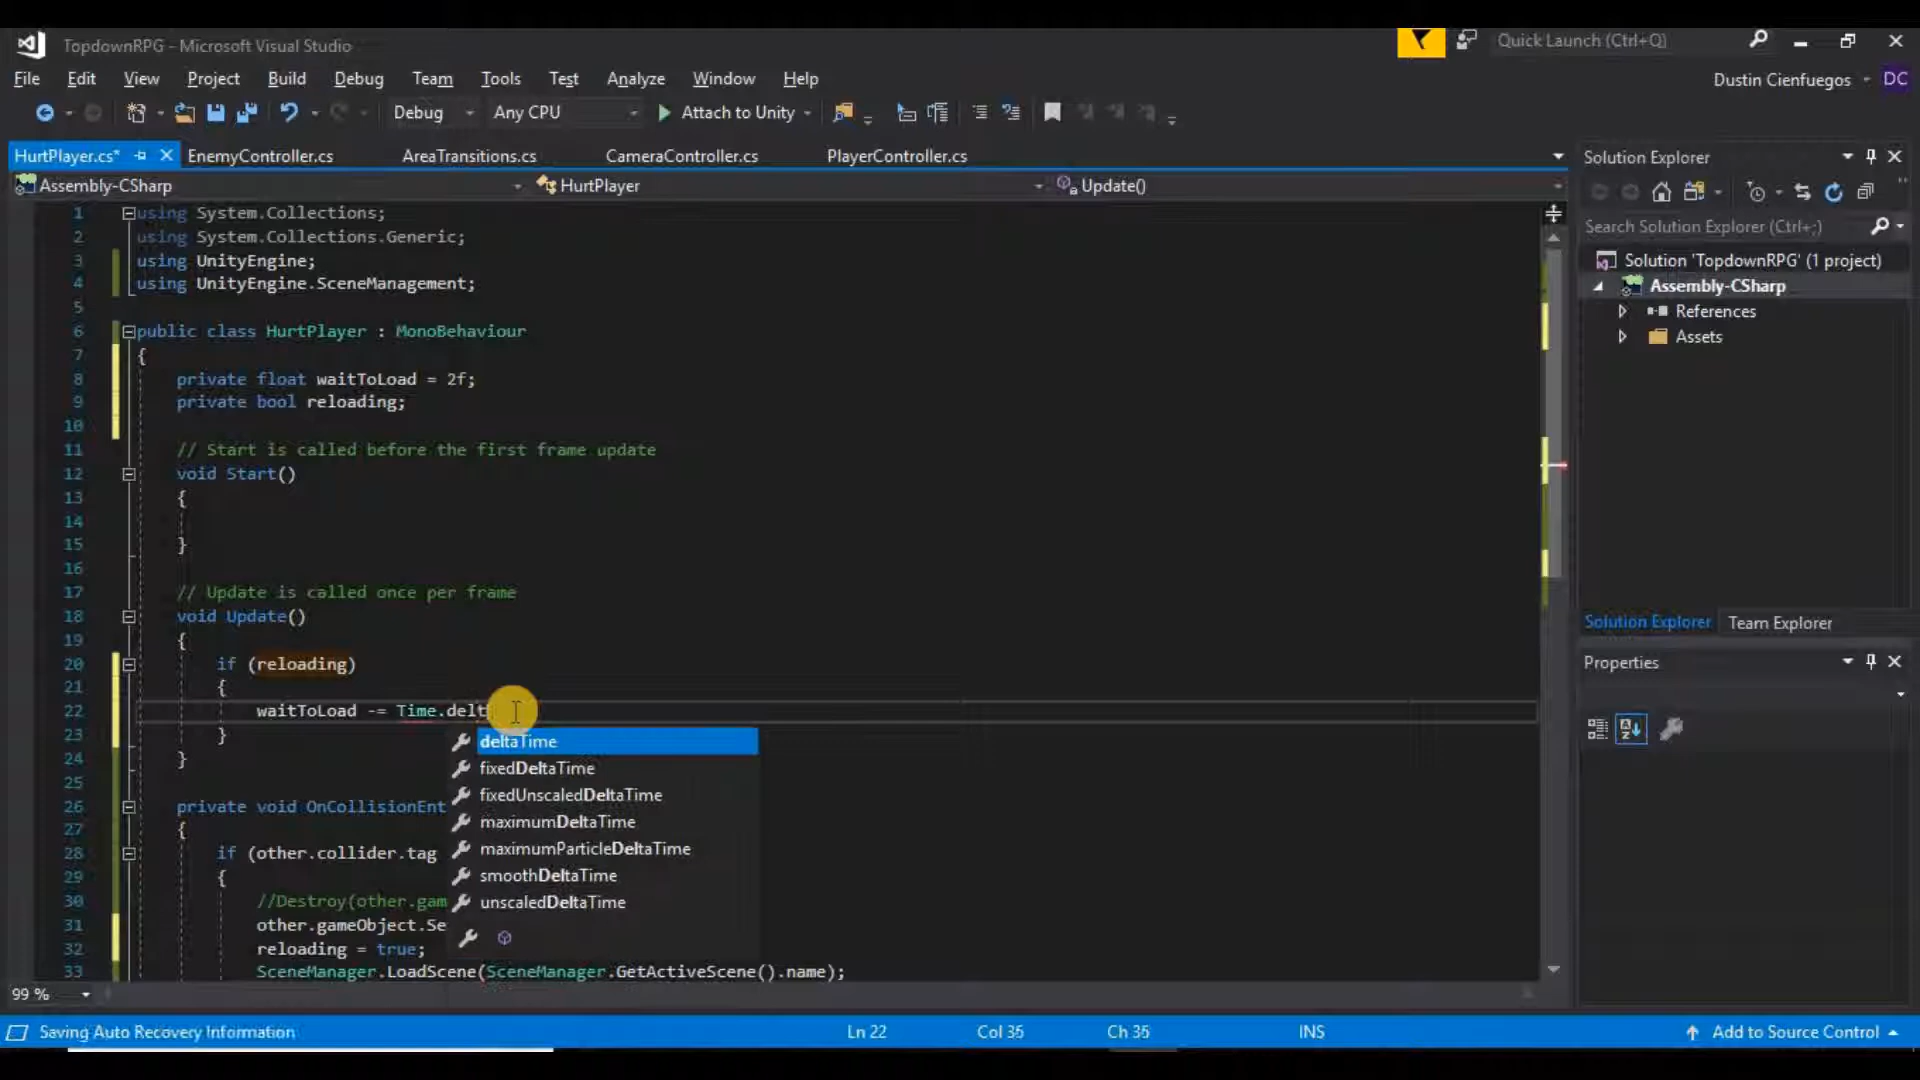 TopdownRPG - Microsoft Visual Studio
Quick Launch (Ctrl+Q)
File Edit View Project Build Debug Team Tools Test Analyze Window Help
Dustin Cienfuegos DC
Debug Any CPU Attach to Unity
HurtPlayer.cs* EnemyController.cs AreaTransitions.cs CameraController.cs PlayerController.cs
Assembly-CSharp HurtPlayer Update()
1 using System.Collections;
2 using System.Collections.Generic;
3 using UnityEngine;
4 using UnityEngine.SceneManagement;
5
6 public class HurtPlayer : MonoBehaviour
7 {
8 private float waitToLoad = 2f;
9 private bool reloading;
10
11 // Start is called before the first frame update
12 void Start()
13 {
14
15 }
16
17 // Update is called once per frame
18 void Update()
19 {
20 if (reloading)
21 {
22 waitToLoad -= Time.delt
23 }
24 }
25
26 private void OnCollisionEnt
27 {
28 if (other.collider.tag
29 {
30 //Destroy(other.gam
31 other.gameObject.Se
32 reloading = true;
33 SceneManager.LoadScene(SceneManager.GetActiveScene().name);
deltaTime
fixedDeltaTime
fixedUnscaledDeltaTime
maximumDeltaTime
maximumParticleDeltaTime
smoothDeltaTime
unscaledDeltaTime
99 %
Solution Explorer
Search Solution Explorer (Ctrl+;)
Solution 'TopdownRPG' (1 project)
Assembly-CSharp
References
Assets
Solution Explorer Team Explorer
Properties
Saving Auto Recovery Information Ln 22 Col 35 Ch 35 INS Add to Source Control